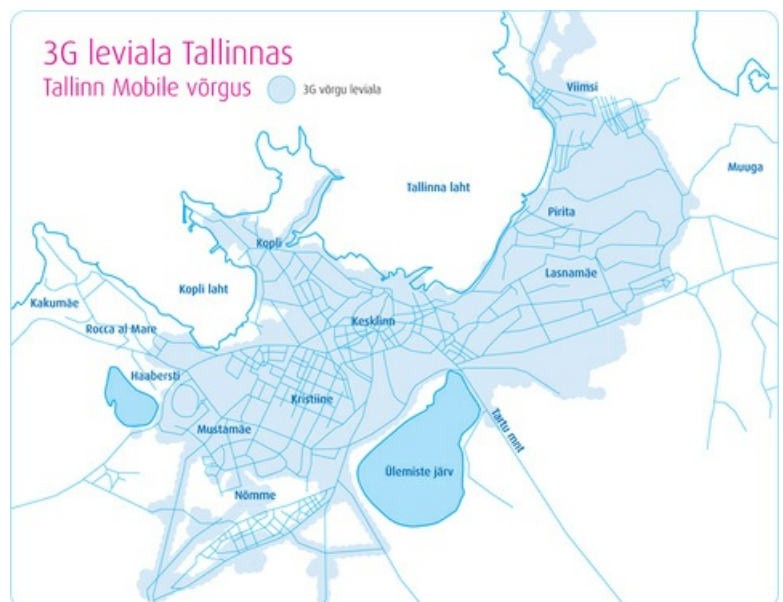 3G leviala Tallinnas
Tallinn Mobile võrgus
3G võrgu leviala
Viimsi
Muuga
Tallinna laht
Pirita
Kopli
Lasnamäe
Kopli laht
Kakumäe
Kesklinn
Rocca al Mare
Haabersti
Kristiine
Mustamäe
Tartu mnt
Ülemiste järv
Nõmme